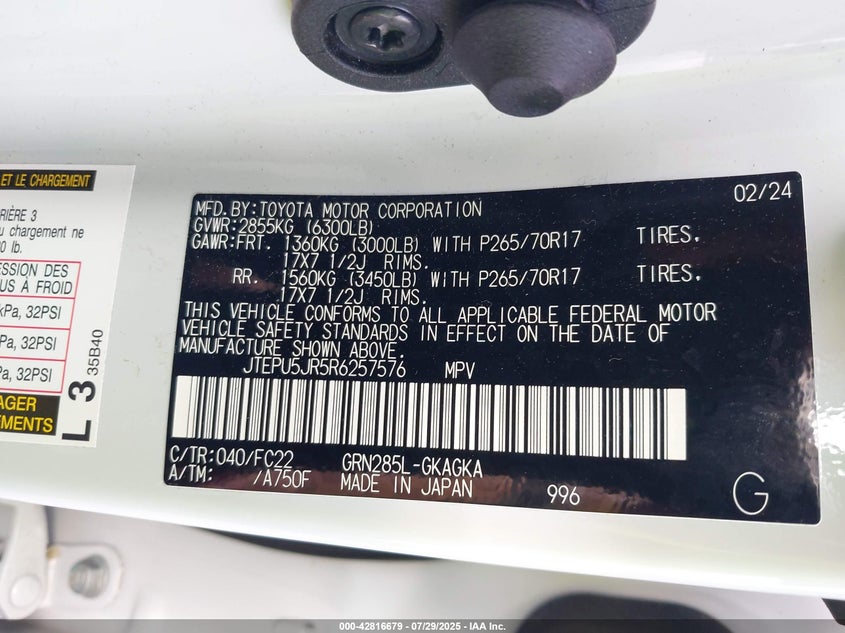 ET LE CHARGEMENT
RIÈRE 3
u chargement ne
0 lb.
ESSION DES
US À FROID
kPa, 32PSI
Pa, 32PSI
a, 32PSI
AGER
EMENTS
L 3
35B40
02/24
MFD.BY:TOYOTA MOTOR CORPORATION
GVWR:2855KG (6300LB)
GAWR:FRT. 1360KG (3000LB) WITH P265/70R17 TIRES.
17X7 1/2J RIMS.
RR. 1560KG (3450LB) WITH P265/70R17 TIRES.
17X7 1/2J RIMS.
THIS VEHICLE CONFORMS TO ALL APPLICABLE FEDERAL MOTOR
VEHICLE SAFETY STANDARDS IN EFFECT ON THE DATE OF
MANUFACTURE SHOWN ABOVE.
JTEPU5JR5R6257576 MPV
C/TR:040/FC22 GRN285L-GKAGKA
A/TM: /A750F MADE IN JAPAN 996 G
000-42816679 - 07/29/2025 - IAA Inc.